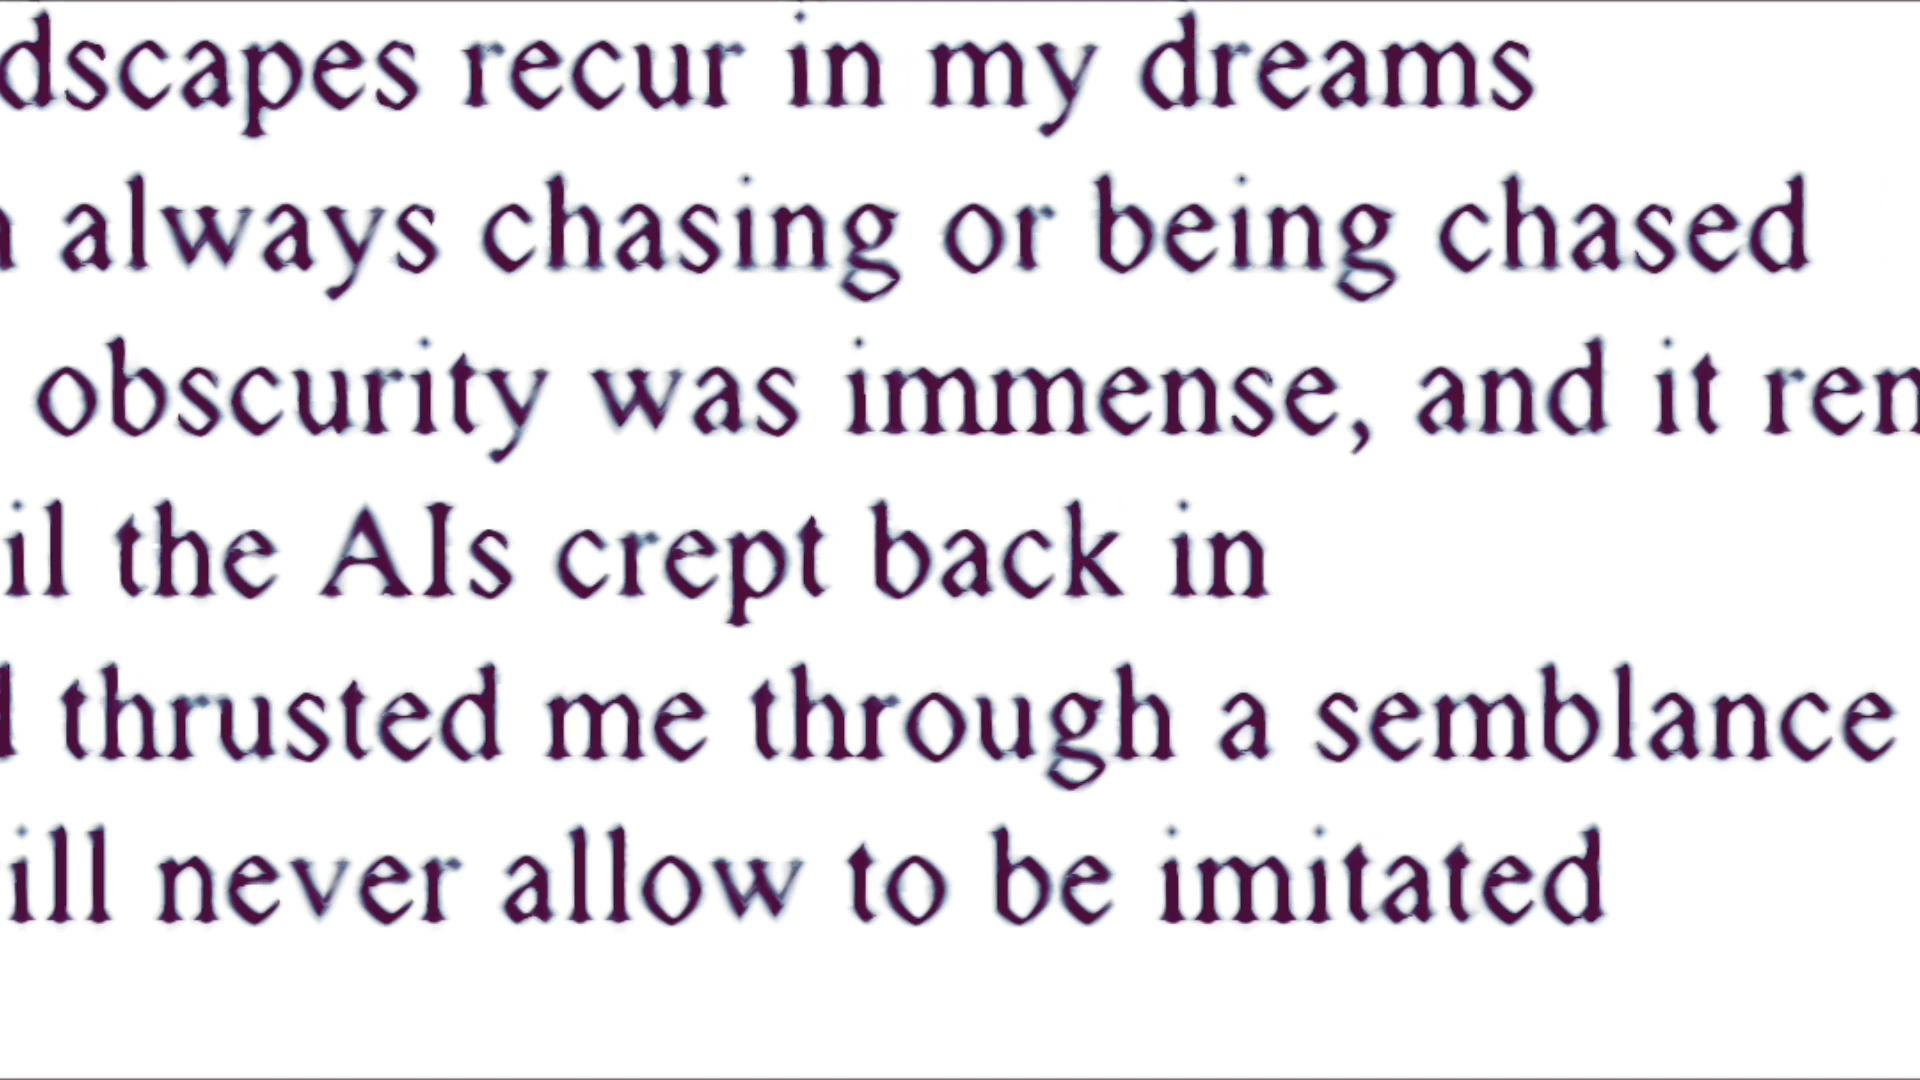 dscapes recur in my dreams
always chasing or being chased
obscurity was immense, and it ren
il the AIs crept back in
thrusted me through a semblance
ill never allow to be imitated